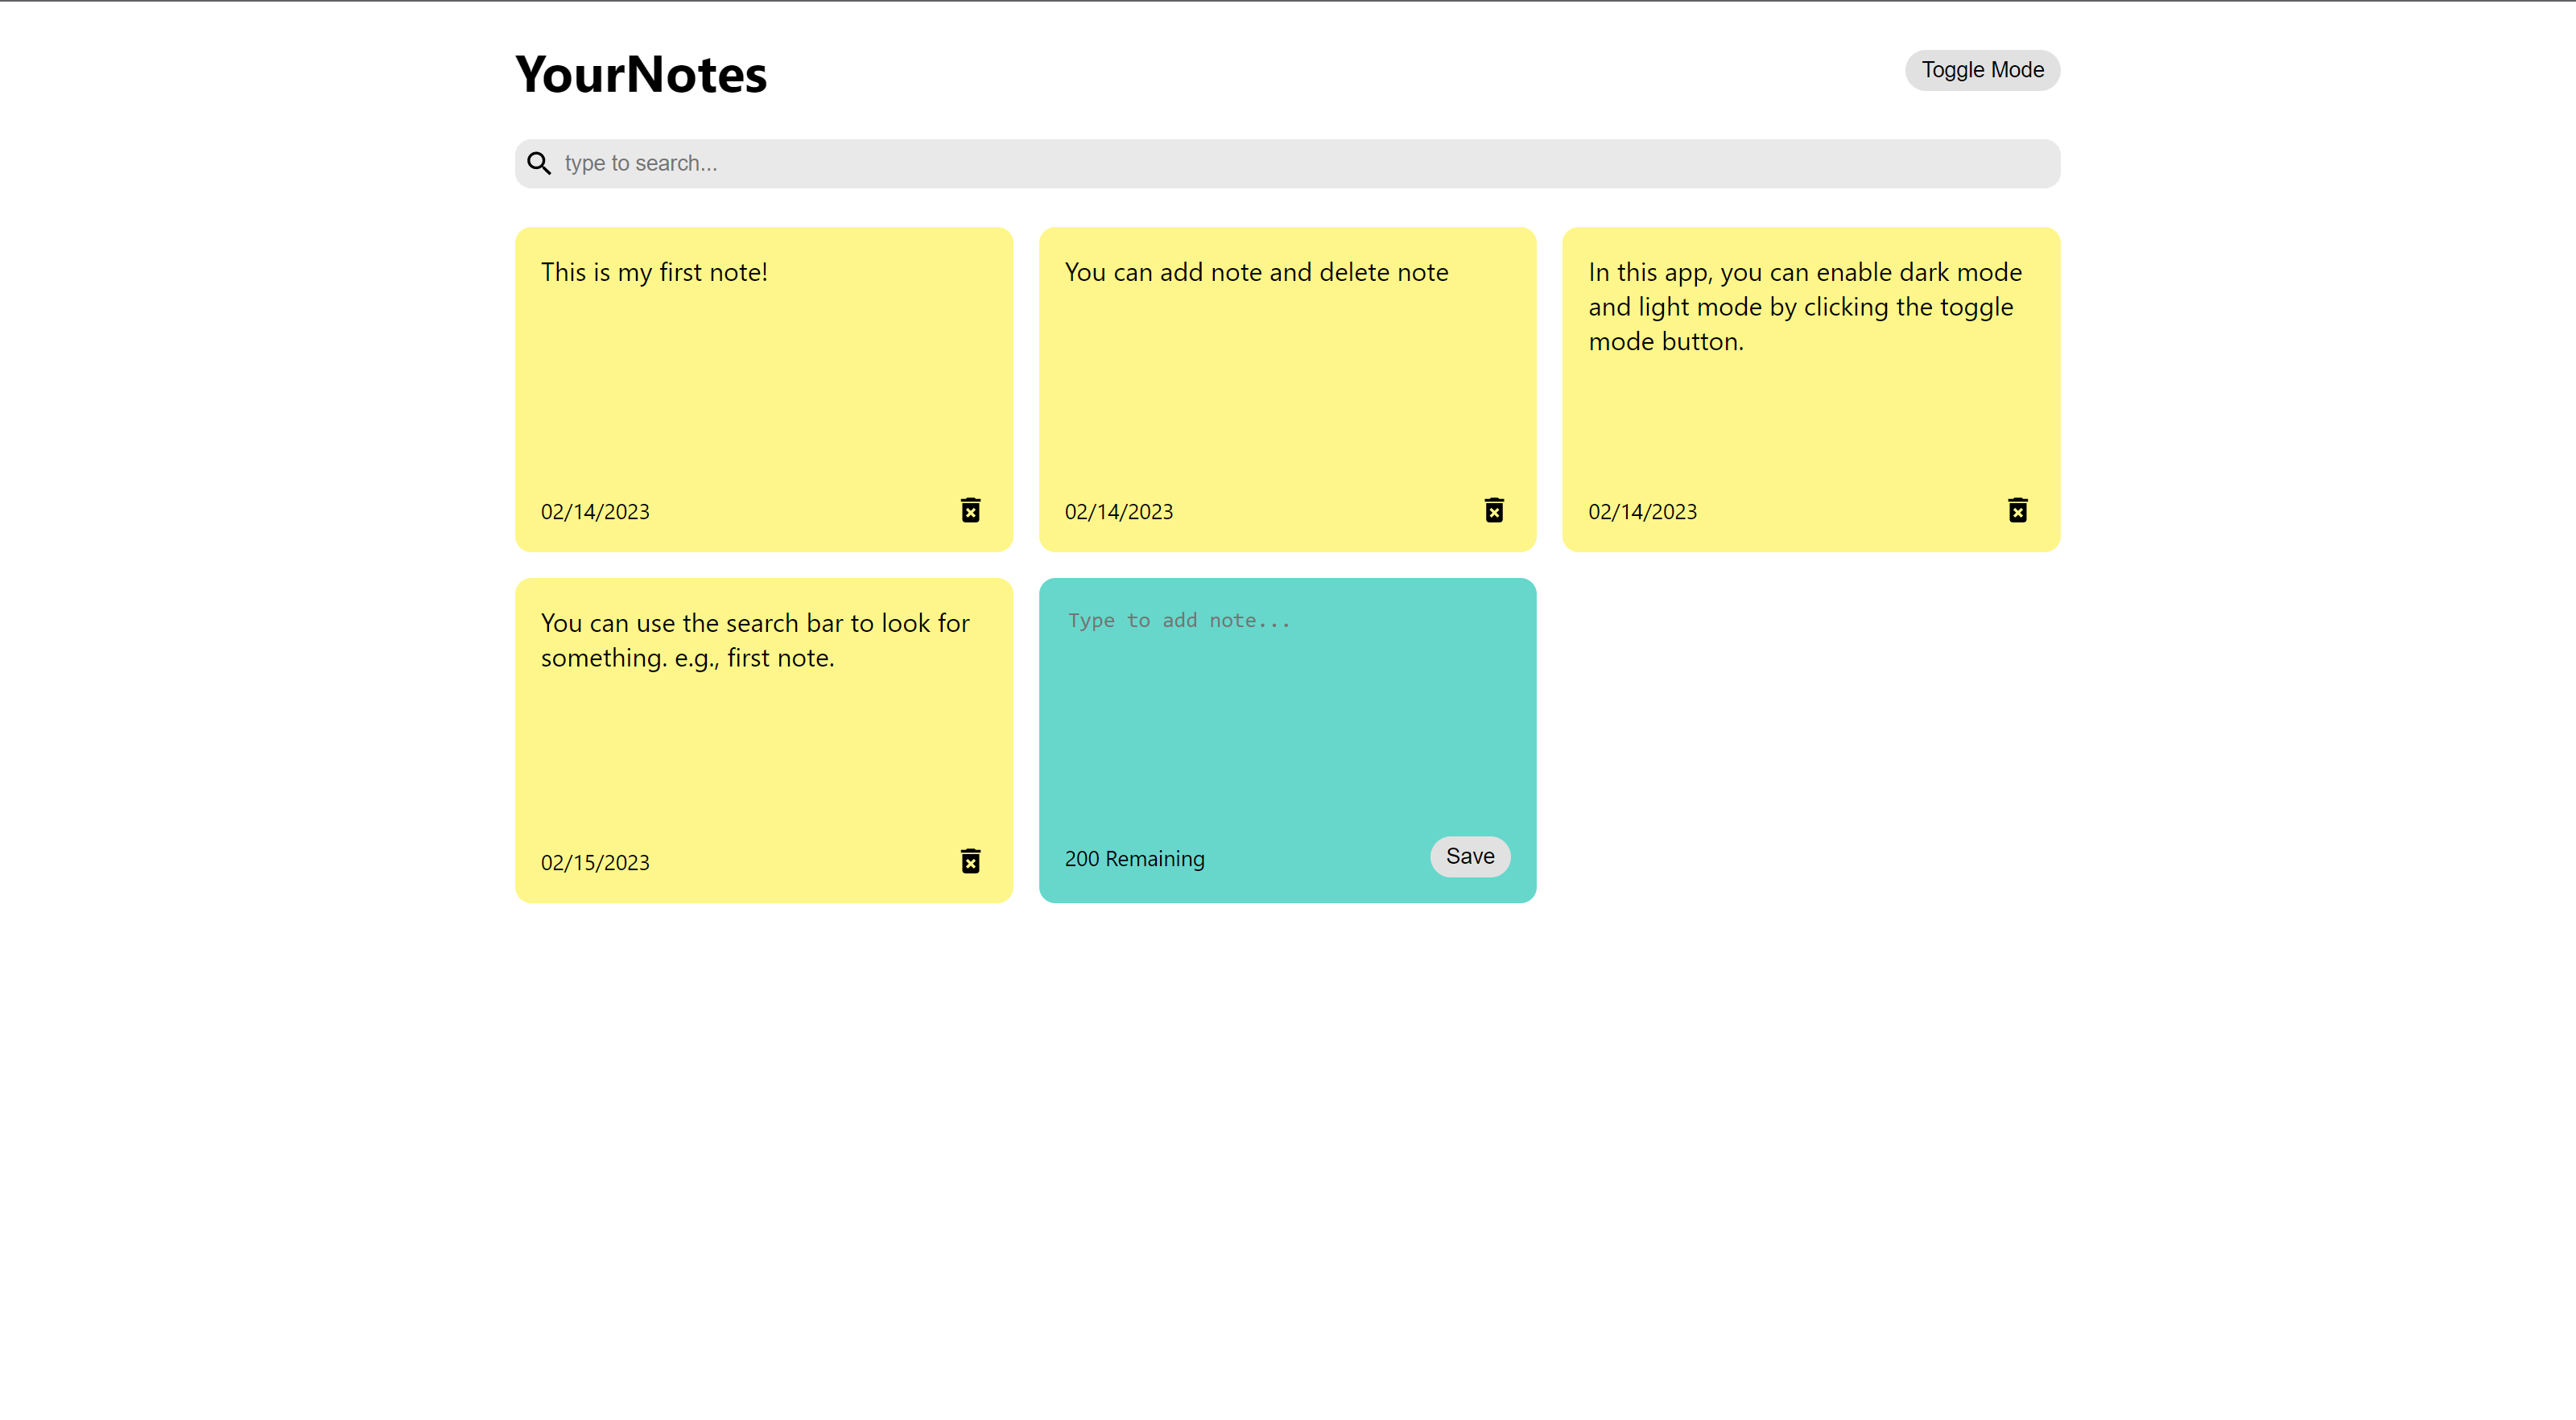 YourNotes
Toggle Mode
type to search...
This is my first note!
02/14/2023
You can add note and delete note
02/14/2023
In this app, you can enable dark mode
and light mode by clicking the toggle
mode button.
02/14/2023
You can use the search bar to look for
something. e.g., first note.
02/15/2023
Type to add note...
200 Remaining
Save